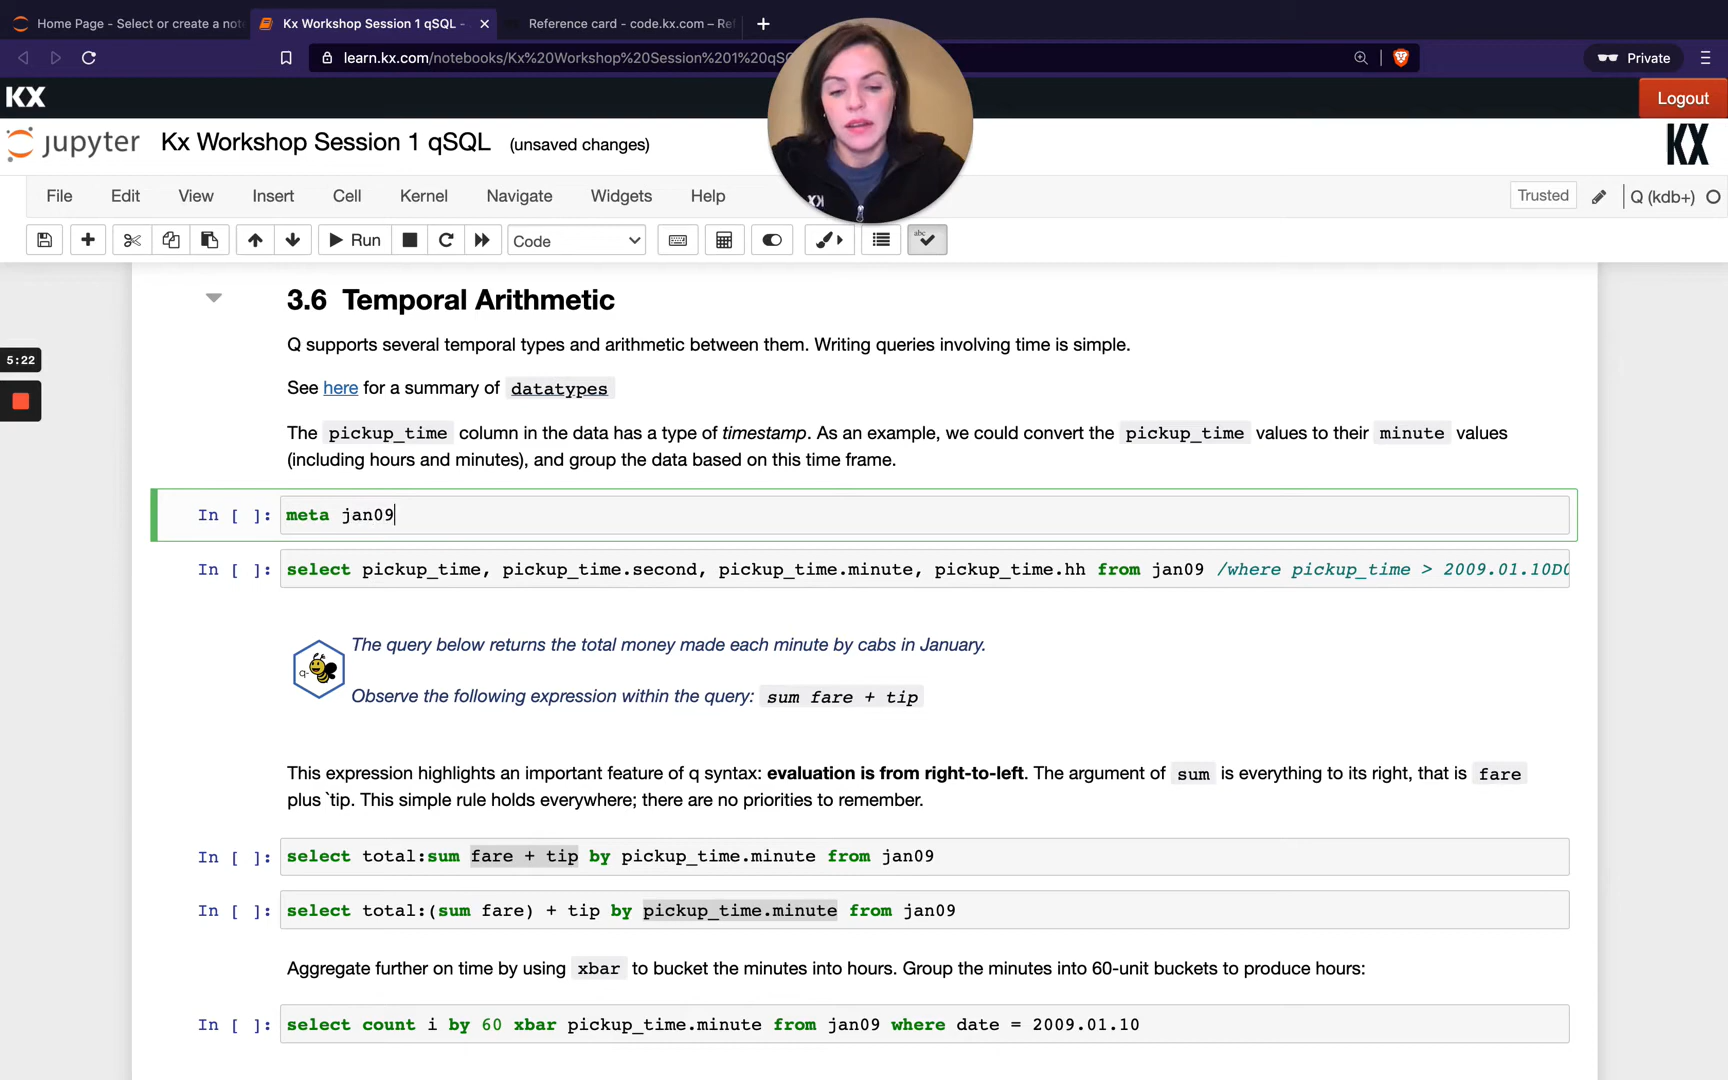 Home Page - Select or create a not
Kx Workshop Session 1 qSQL -
Reference card - code.kx.com – Ref
learn.kx.com/notebooks/Kx%20Workshop%20Session%201%20qS
Private
KX
Logout
jupyter Kx Workshop Session 1 qSQL (unsaved changes)
KX
File Edit View Insert Cell Kernel Navigate Widgets Help
Trusted Q (kdb+)
Run Code abc
KX
3.6 Temporal Arithmetic
Q supports several temporal types and arithmetic between them. Writing queries involving time is simple.
5:22
See here for a summary of datatypes
The pickup_time column in the data has a type of timestamp. As an example, we could convert the pickup_time values to their minute values
(including hours and minutes), and group the data based on this time frame.
In [ ]: meta jan09
In [ ]: select pickup_time, pickup_time.second, pickup_time.minute, pickup_time.hh from jan09 /where pickup_time > 2009.01.10D0
The query below returns the total money made each minute by cabs in January.
q-
Observe the following expression within the query: sum fare + tip
This expression highlights an important feature of q syntax: evaluation is from right-to-left. The argument of sum is everything to its right, that is fare
plus `tip. This simple rule holds everywhere; there are no priorities to remember.
In [ ]: select total:sum fare + tip by pickup_time.minute from jan09
In [ ]: select total:(sum fare) + tip by pickup_time.minute from jan09
Aggregate further on time by using xbar to bucket the minutes into hours. Group the minutes into 60-unit buckets to produce hours:
In [ ]: select count i by 60 xbar pickup_time.minute from jan09 where date = 2009.01.10